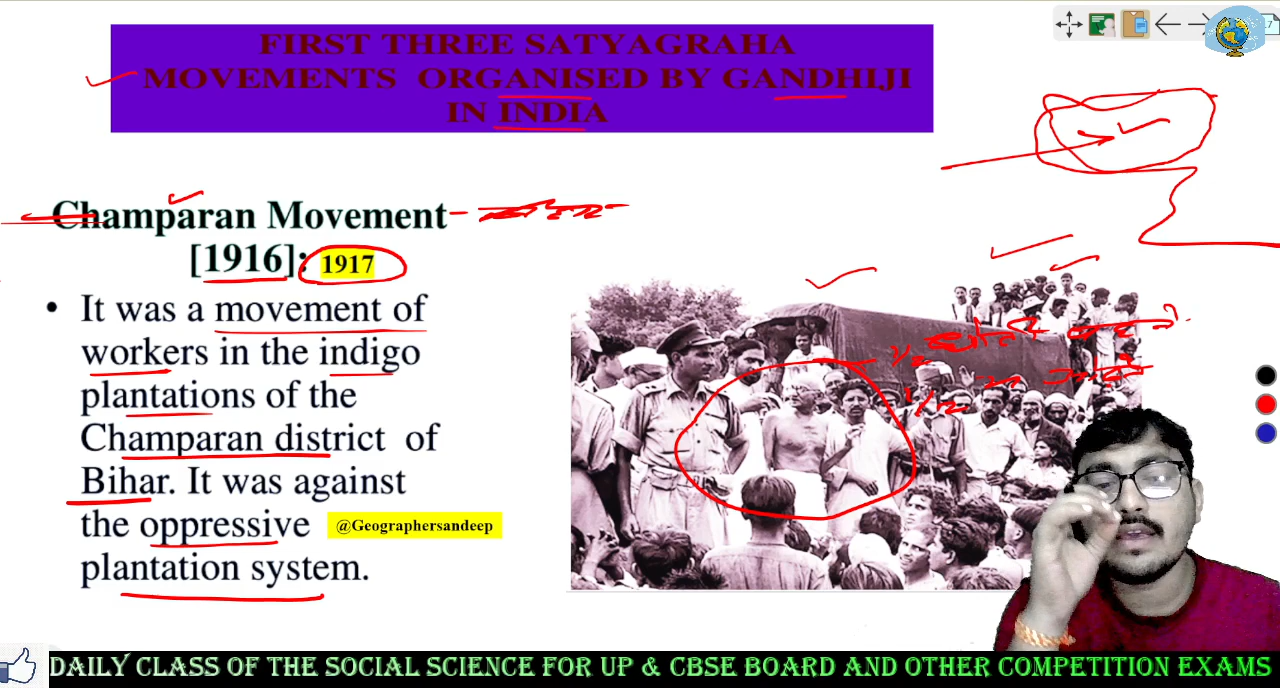 FIRST THREE SATYAGRAHA
MOVEMENTS ORGANISED BY GANDHIJI
IN INDIA
Champaran Movement
[1916]: 1917
• It was a movement of
workers in the indigo
plantations of the
Champaran district of
Bihar. It was against
the oppressive
plantation system.
@Geographersandeep
DAILY CLASS OF THE SOCIAL SCIENCE FOR UP & CBSE BOARD AND OTHER COMPETITION EXAMS